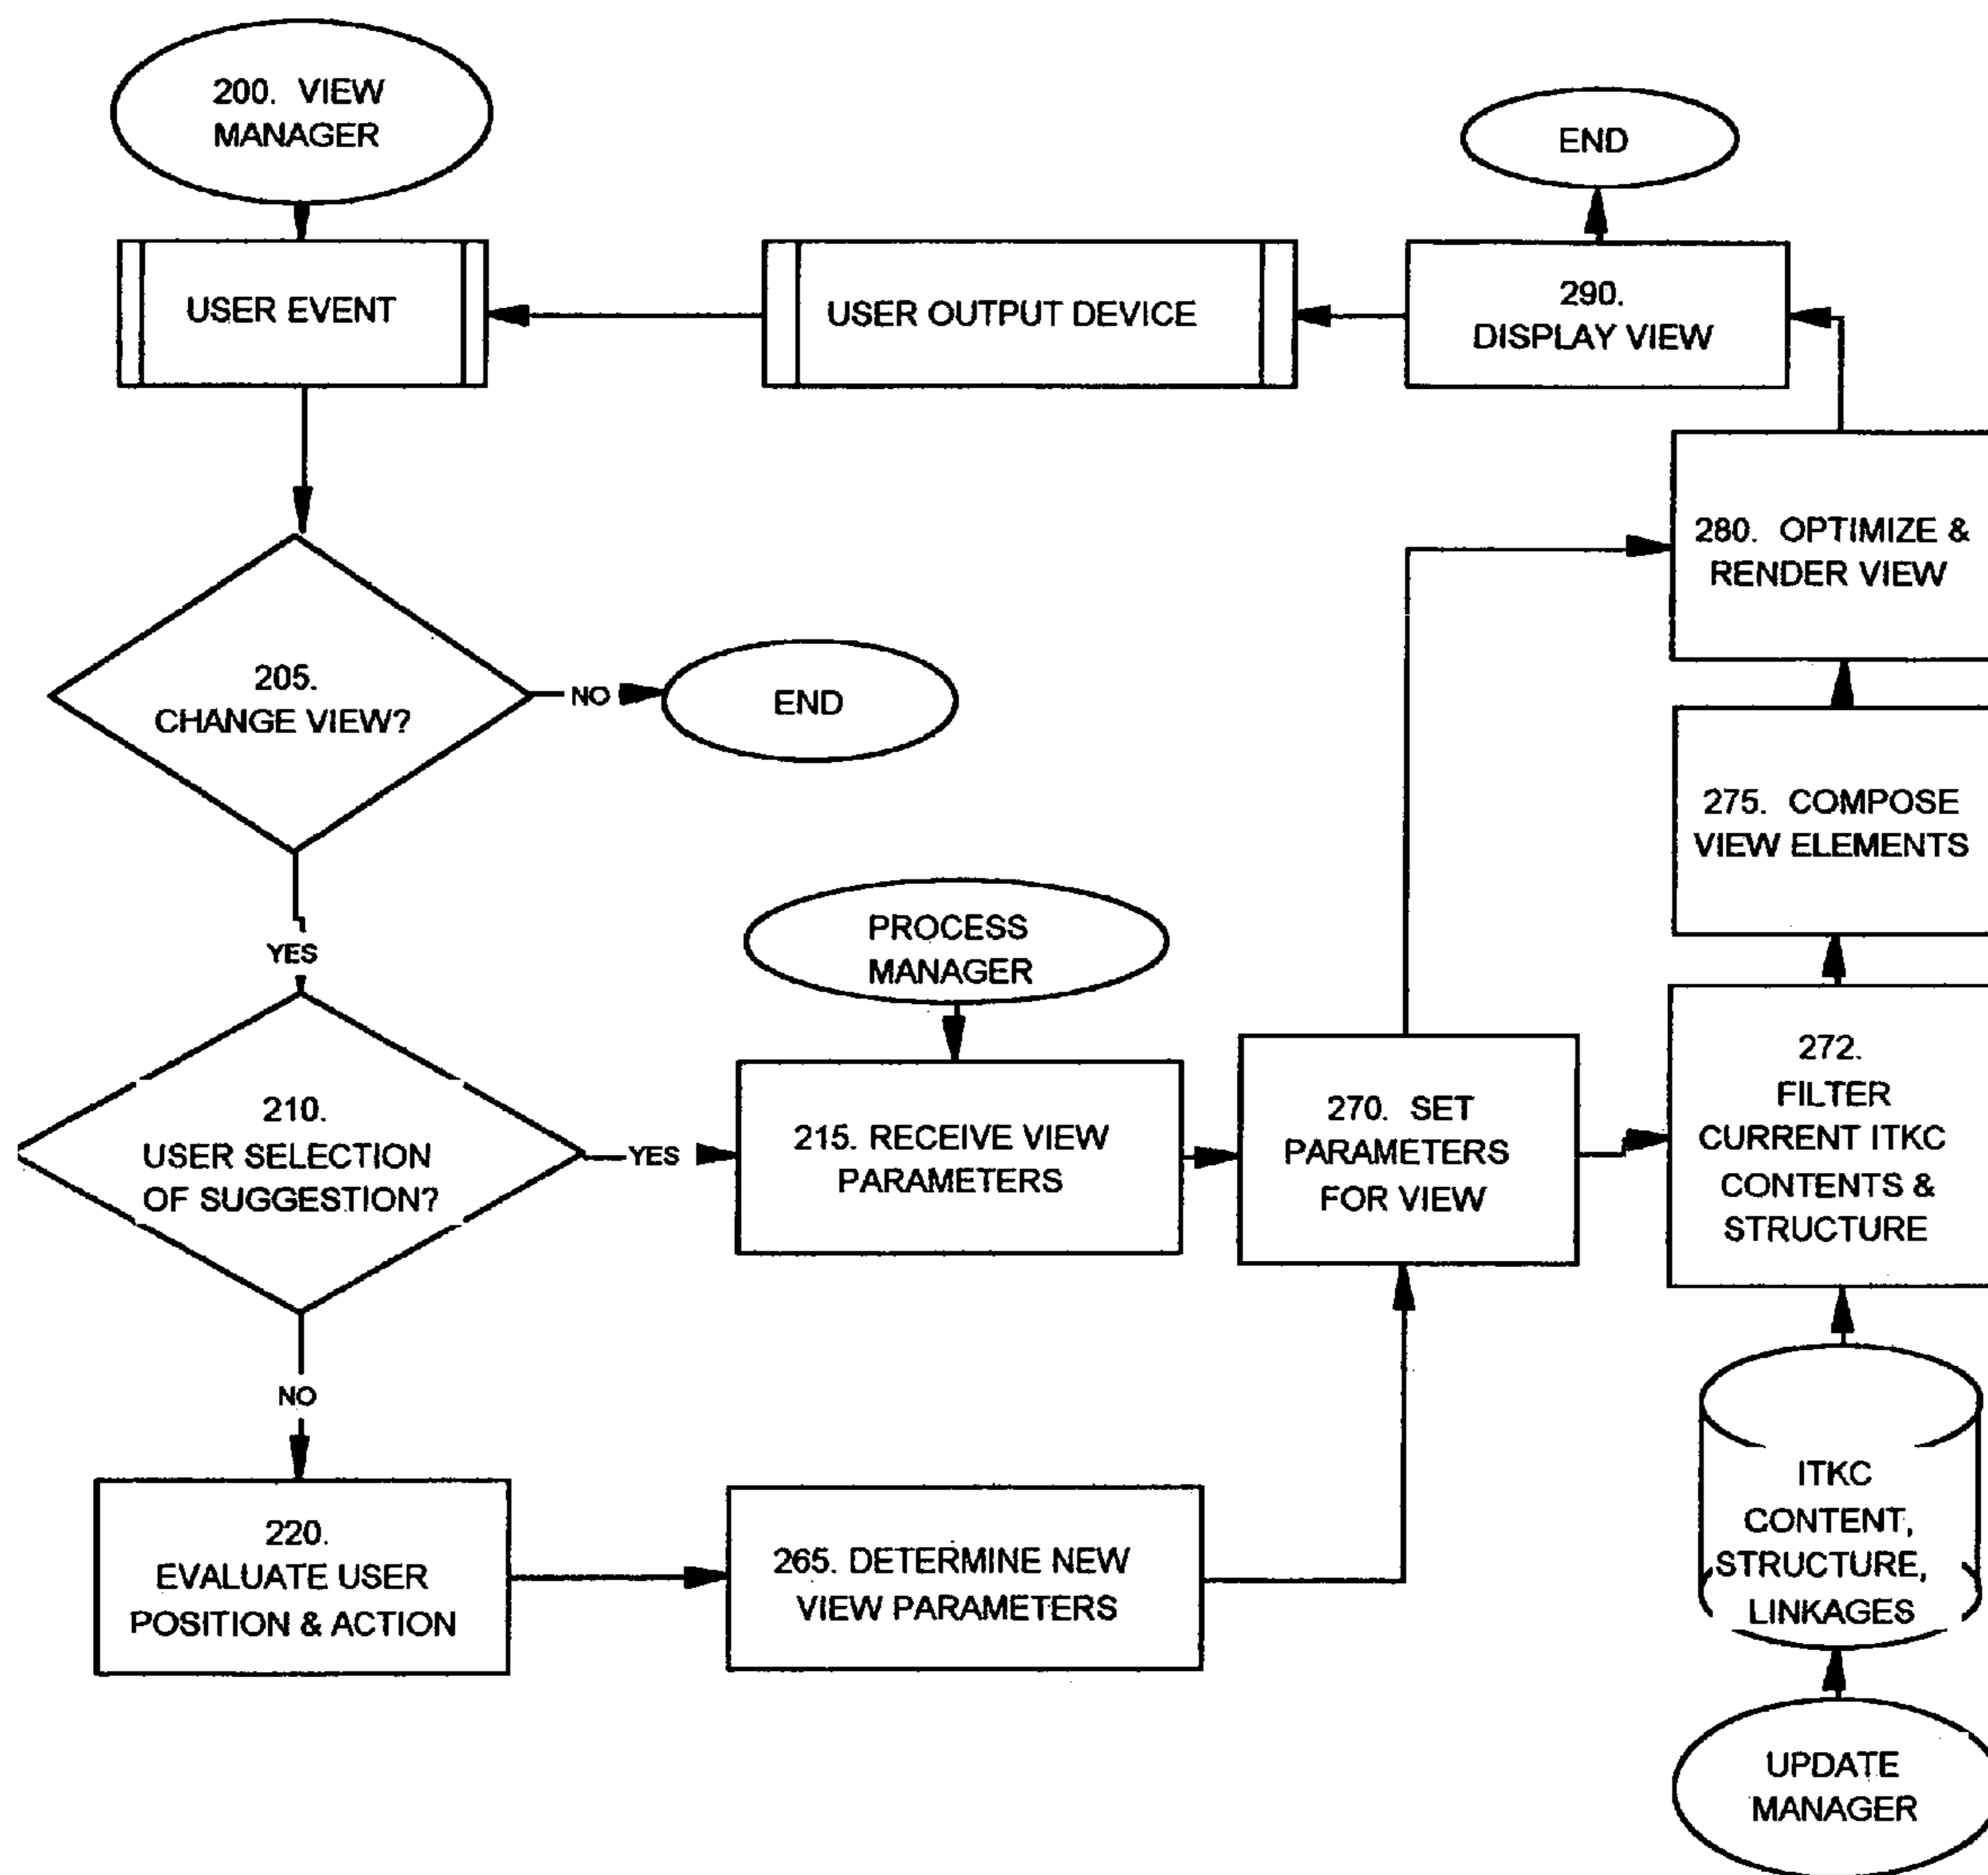 200. VIEW
MANAGER
END
USER EVENT
USER OUTPUT DEVICE
290.
DISPLAY VIEW
280. OPTIMIZE &
RENDER VIEW
205.
CHANGE VIEW?
NO
END
275. COMPOSE
VIEW ELEMENTS
YES
PROCESS
MANAGER
210.
USER SELECTION
OF SUGGESTION?
YES
215. RECEIVE VIEW
PARAMETERS
270. SET
PARAMETERS
FOR VIEW
272.
FILTER
CURRENT ITKC
CONTENTS &
STRUCTURE
NO
220.
EVALUATE USER
POSITION & ACTION
265. DETERMINE NEW
VIEW PARAMETERS
ITKC
CONTENT,
STRUCTURE,
LINKAGES
UPDATE
MANAGER